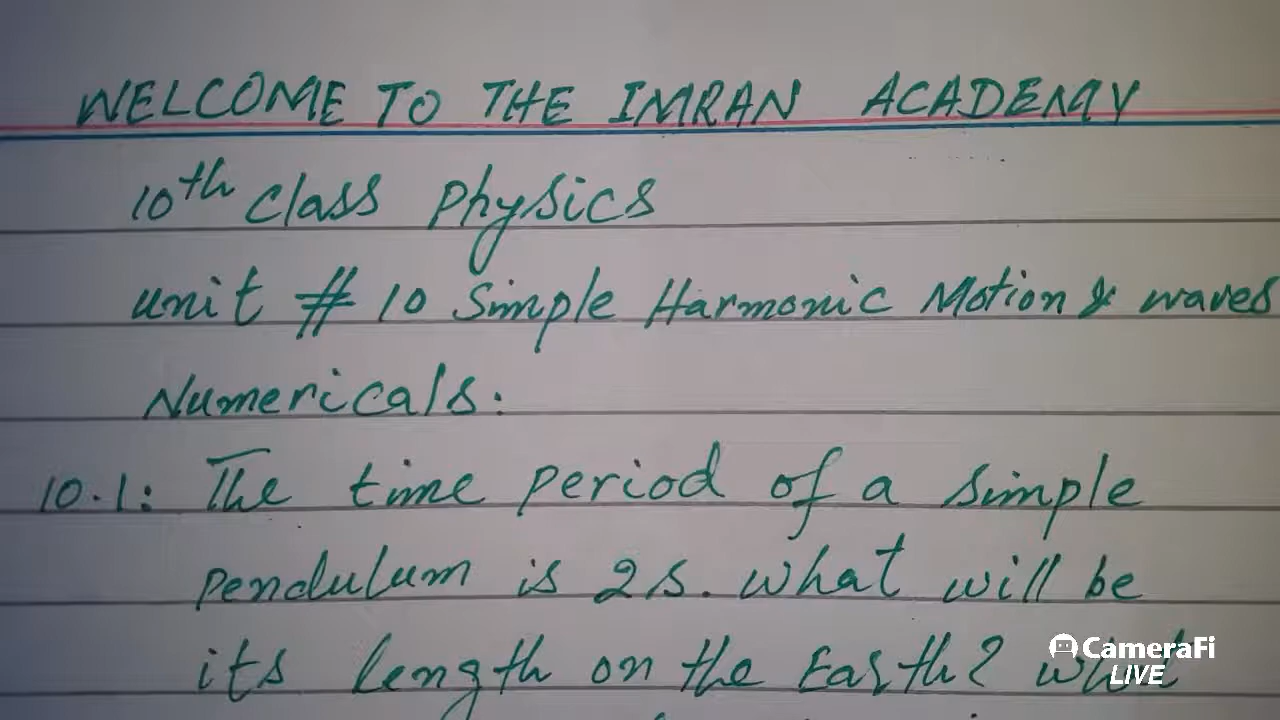 WELCOME TO THE IMRAN ACADEMY
10th class physics
unit # 10 Simple Harmonic Motion & waves
Numericals.
10.1: The time period of a simple
pendulum is 2s. what will be
its length on the Earth? what
CameraFi
LIVE